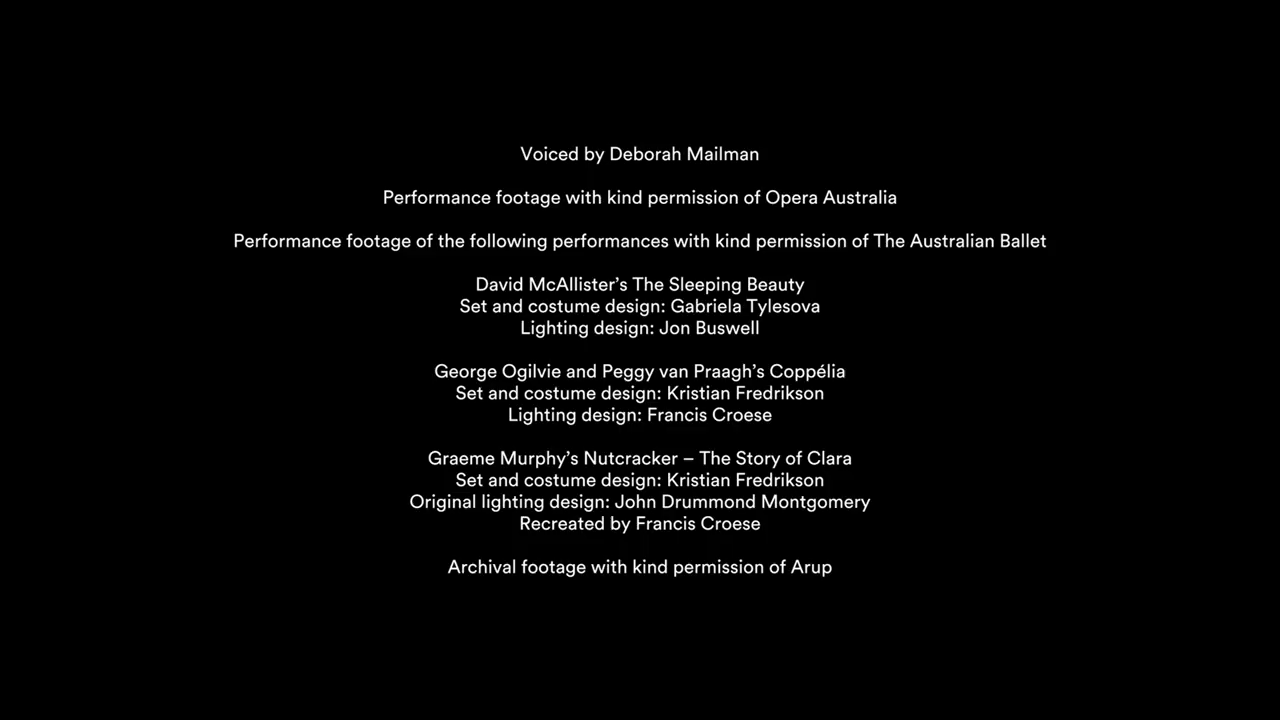 Voiced by Deborah Mailman
Performance footage with kind permission of Opera Australia
Performance footage of the following performances with kind permission of The Australian Ballet
David McAllister’s The Sleeping Beauty
Set and costume design: Gabriela Tylesova
Lighting design: Jon Buswell
George Ogilvie and Peggy van Praagh’s Coppélia
Set and costume design: Kristian Fredrikson
Lighting design: Francis Croese
Graeme Murphy’s Nutcracker – The Story of Clara
Set and costume design: Kristian Fredrikson
Original lighting design: John Drummond Montgomery
Recreated by Francis Croese
Archival footage with kind permission of Arup